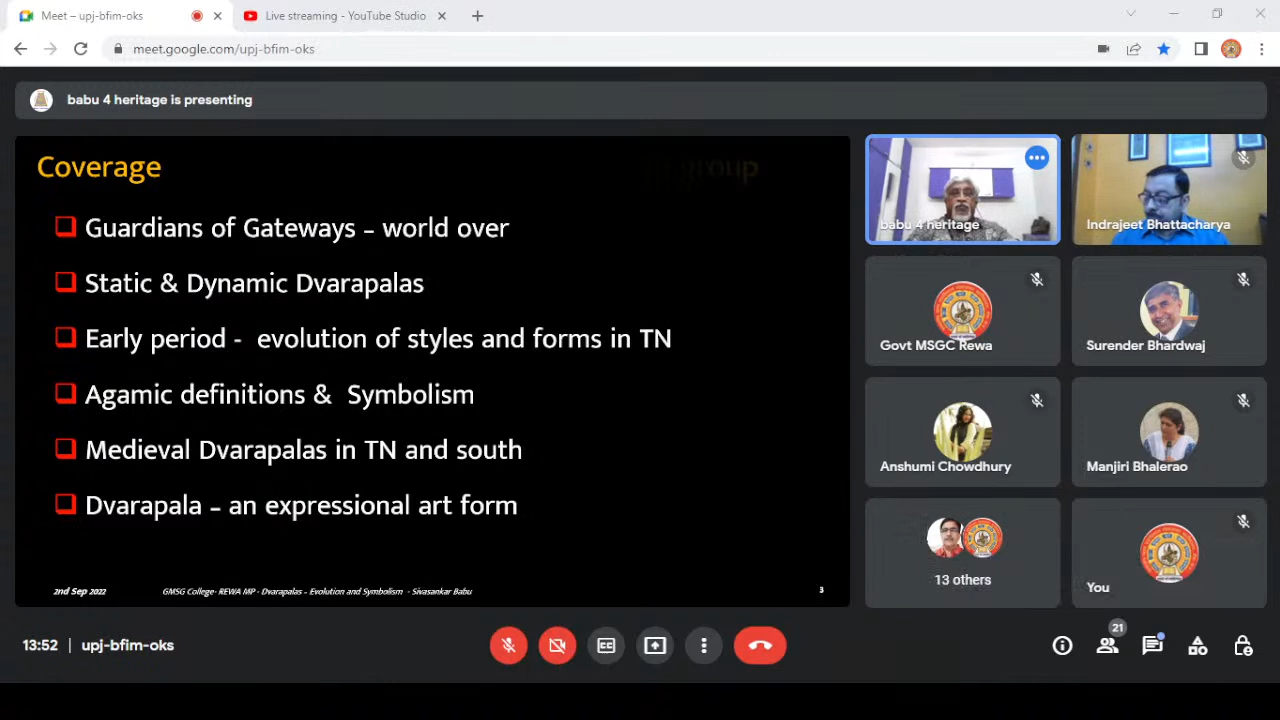 Meet – upj-bfim-oks
Live streaming - YouTube Studio
meet.google.com/upj-bfim-oks
babu 4 heritage is presenting
Coverage
Guardians of Gateways – world over
Static & Dynamic Dvarapalas
Early period - evolution of styles and forms in TN
Agamic definitions & Symbolism
Medieval Dvarapalas in TN and south
Dvarapala – an expressional art form
2nd Sep 2022
GMSG College- REWA MP - Dvarapalas – Evolution and Symbolism - Sivasankar Babu
3
babu 4 heritage
Indrajeet Bhattacharya
Govt MSGC Rewa
Surender Bhardwaj
Anshumi Chowdhury
Manjiri Bhalerao
13 others
You
13:52 | upj-bfim-oks
CC
21